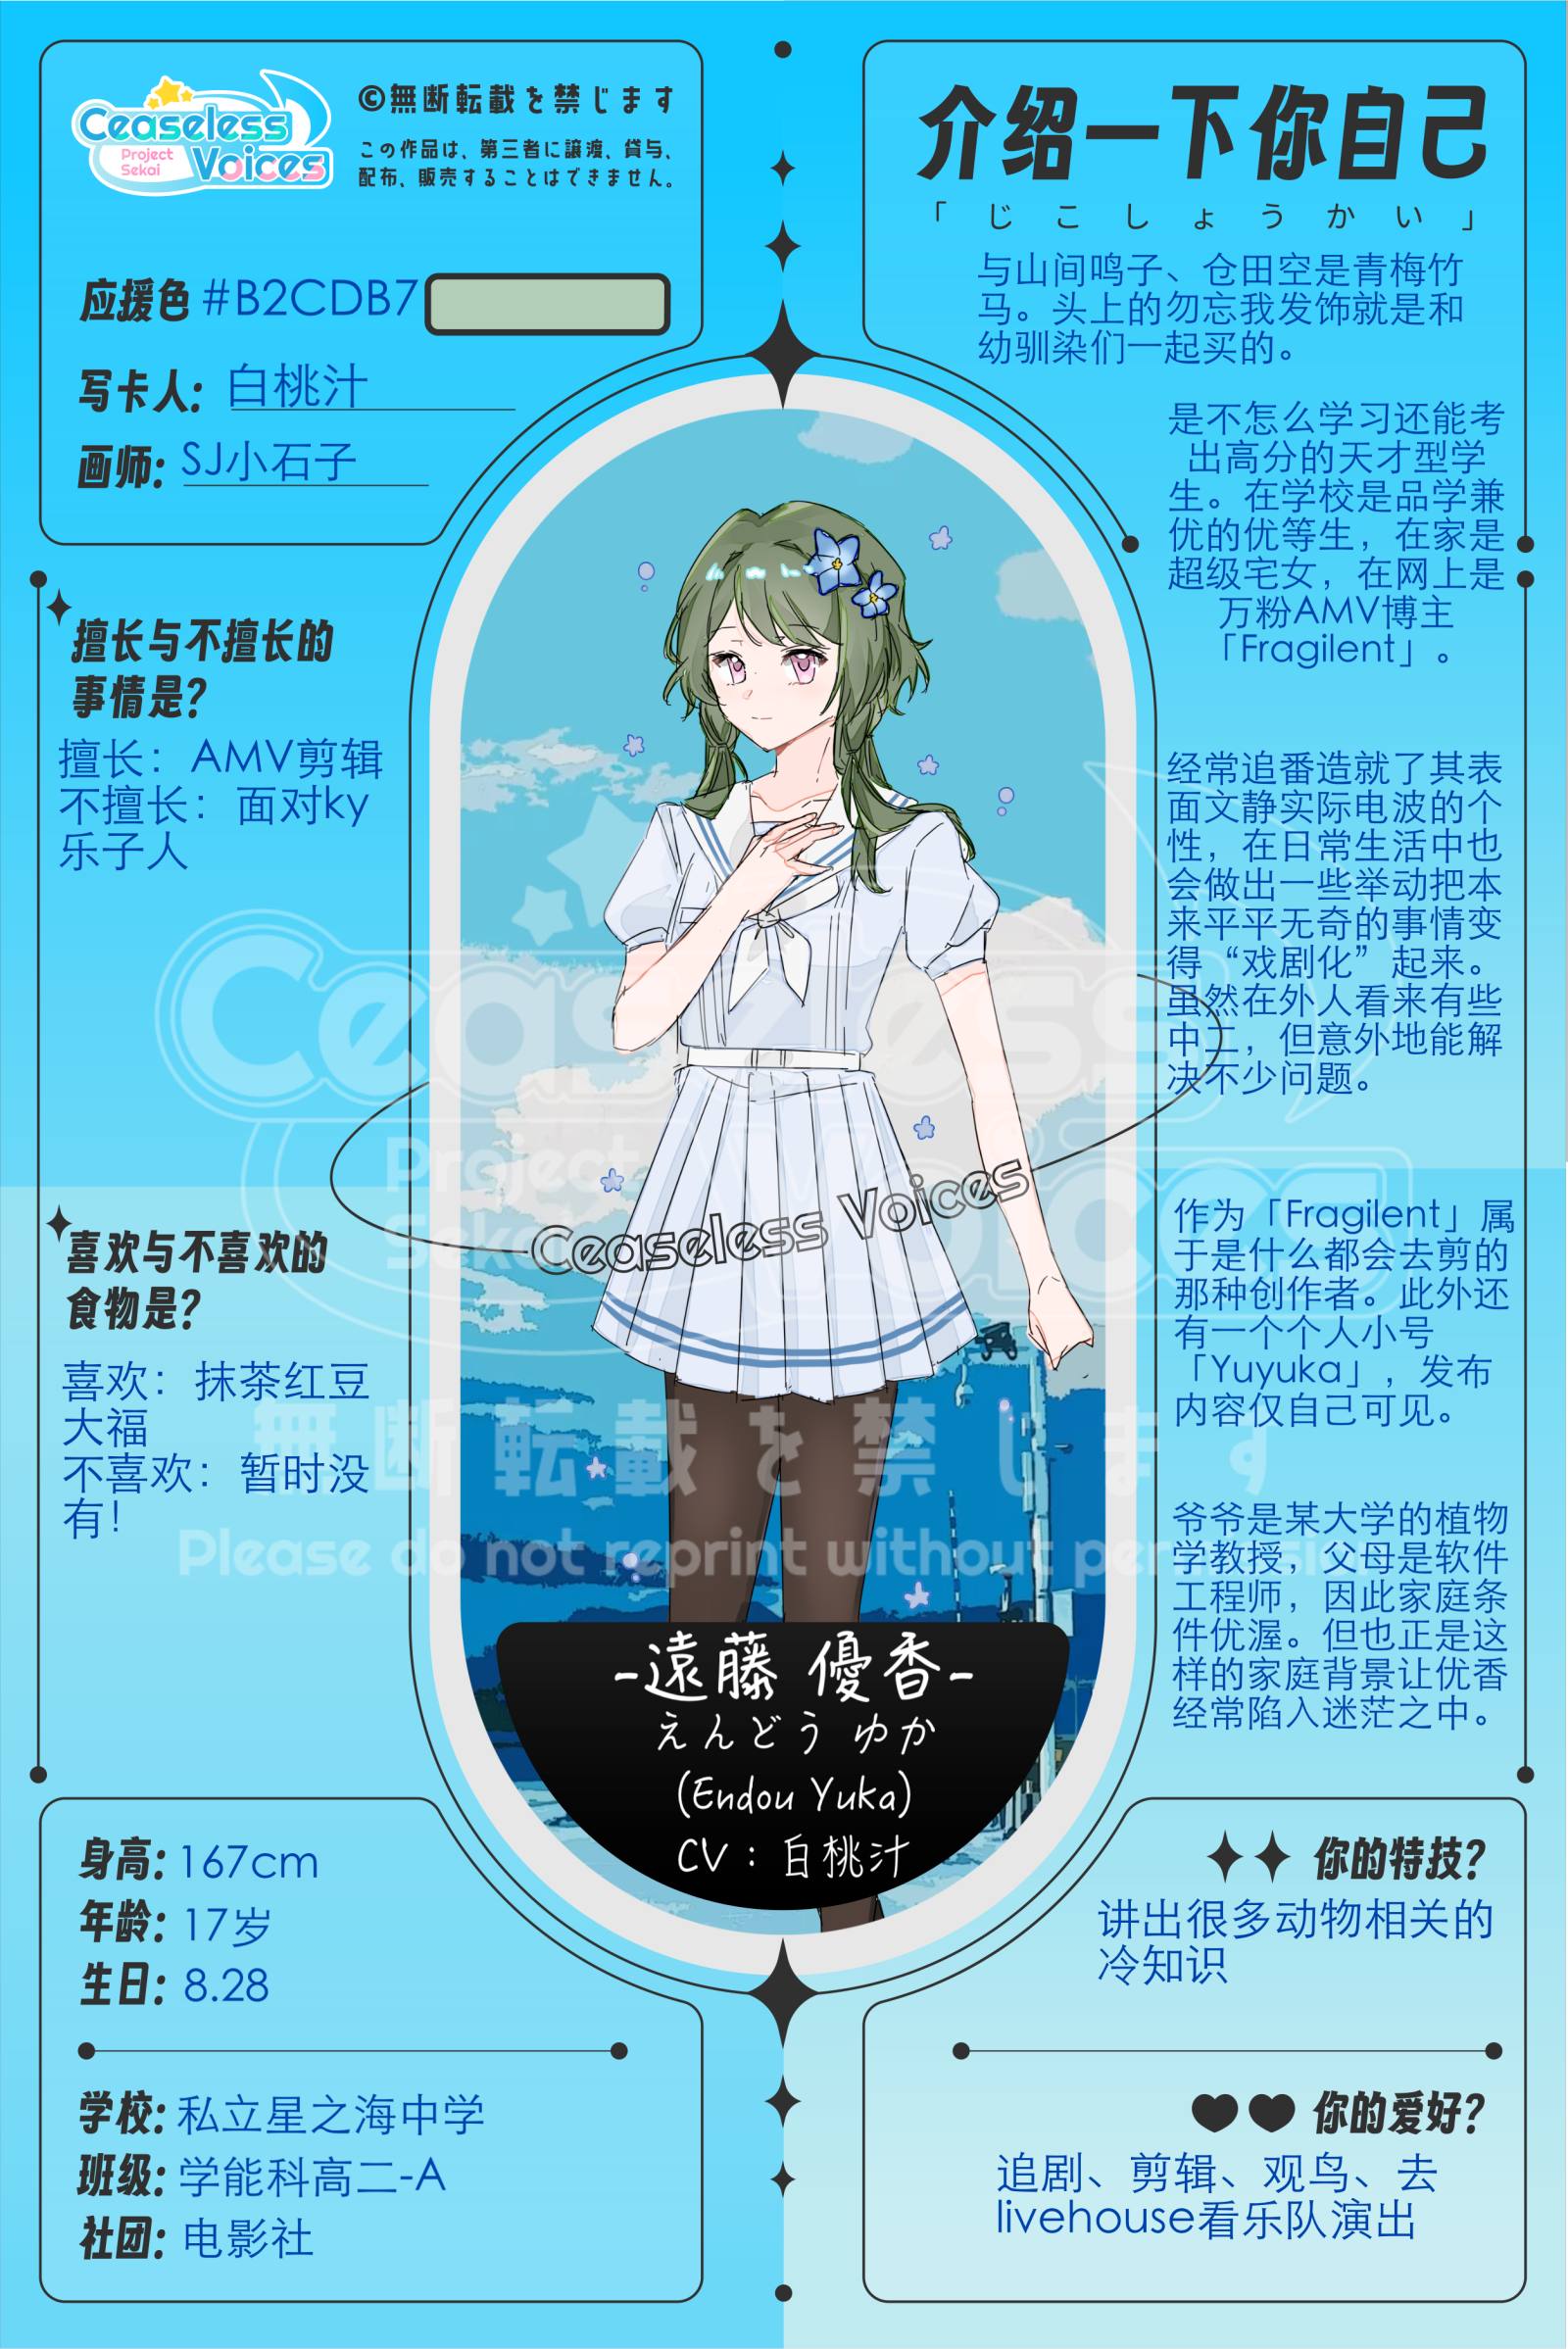 Ceaseless
Project
Sekai
Voices
©無断転載を禁じます
この作品は、第三者に譲渡、貸与、
配布、販売することはできません。
应援色 #B2CDB7
写卡人: 白桃汁
画师: SJ小石子
擅长与不擅长的
事情是?
擅长：AMV剪辑
不擅长：面对ky
乐子人
喜欢与不喜欢的
食物是?
喜欢：抹茶红豆
大福
不喜欢：暂时没
有！
身高: 167cm
年龄: 17岁
生日: 8.28
学校: 私立星之海中学
班级: 学能科高二-A
社团: 电影社
介绍一下你自己
「じこしょうかい」
与山间鸣子、仓田空是青梅竹
马。头上的勿忘我发饰就是和
幼驯染们一起买的。
是不怎么学习还能考
出高分的天才型学
生。在学校是品学兼
优的优等生，在家是
超级宅女，在网上是
万粉AMV博主
「Fragilent」。
经常追番造就了其表
面文静实际电波的个
性，在日常生活中也
会做出一些举动把本
来平平无奇的事情变
得“戏剧化”起来。
虽然在外人看来有些
中二，但意外地能解
决不少问题。
作为「Fragilent」属
于是什么都会去剪的
那种创作者。此外还
有一个个人小号
「Yuyuka」，发布
内容仅自己可见。
爷爷是某大学的植物
学教授，父母是软件
工程师，因此家庭条
件优渥。但也正是这
样的家庭背景让优香
经常陷入迷茫之中。
你的特技?
讲出很多动物相关的
冷知识
你的爱好?
追剧、剪辑、观鸟、去
livehouse看乐队演出
Ceaseless Voices
-遠藤 優香-
えんどう ゆか
(Endou Yuka)
CV：白桃汁
Ceaseless
Project
Sekai
Voices
無断転載を禁じます
Please do not reprint without permission